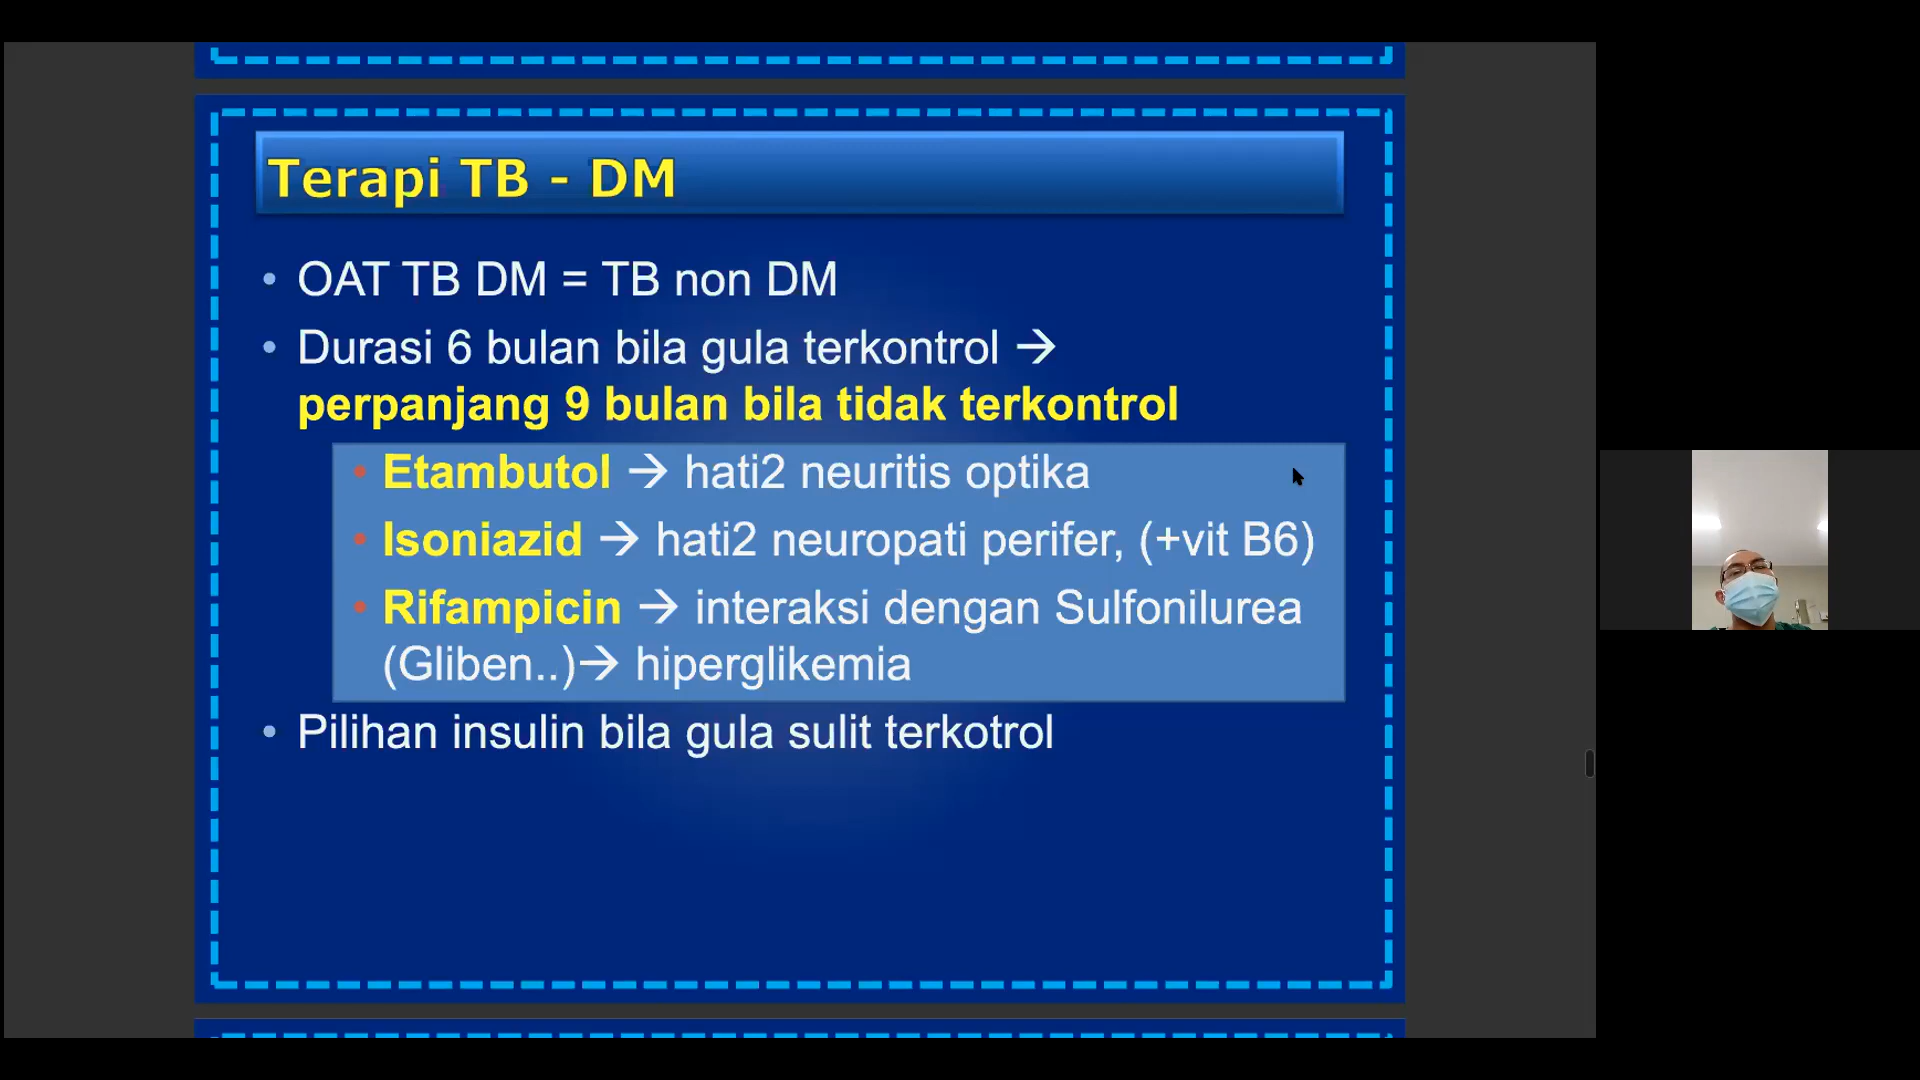 Terapi TB - DM
• OAT TB DM = TB non DM
• Durasi 6 bulan bila gula terkontrol →
perpanjang 9 bulan bila tidak terkontrol
• Etambutol → hati2 neuritis optika
• Isoniazid → hati2 neuropati perifer, (+vit B6)
• Rifampicin → interaksi dengan Sulfonilurea
(Gliben..)→ hiperglikemia
• Pilihan insulin bila gula sulit terkotrol